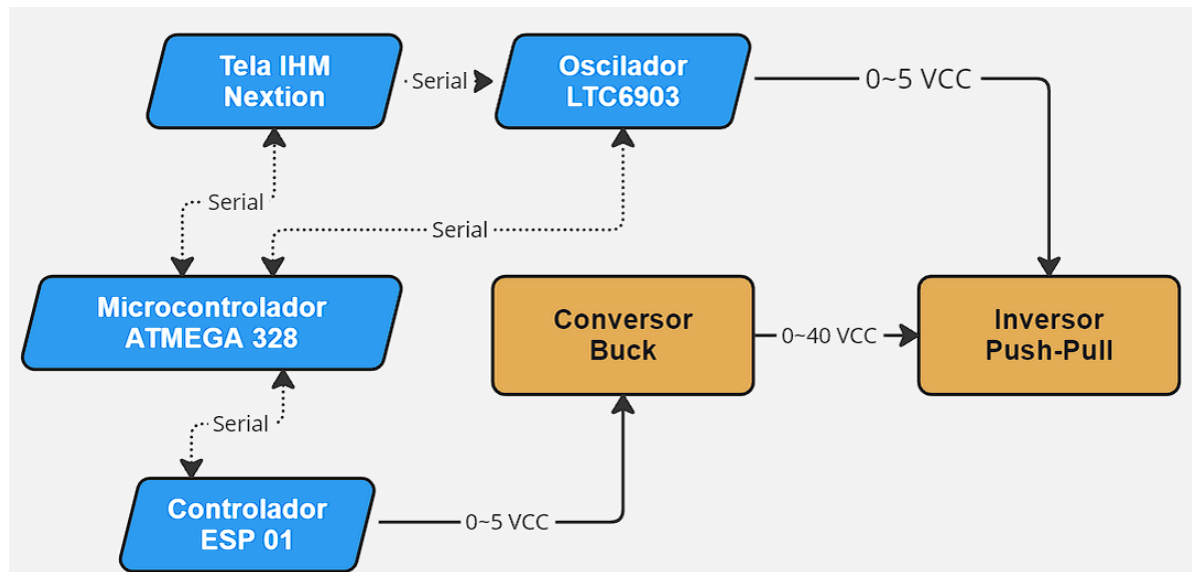 Tela IHM
Nextion
Serial
Oscilador
LTC6903
0~5 VCC
Serial
Serial
Microcontrolador
ATMEGA 328
Conversor
Buck
0~40 VCC
Inversor
Push-Pull
Serial
Controlador
ESP 01
0~5 VCC